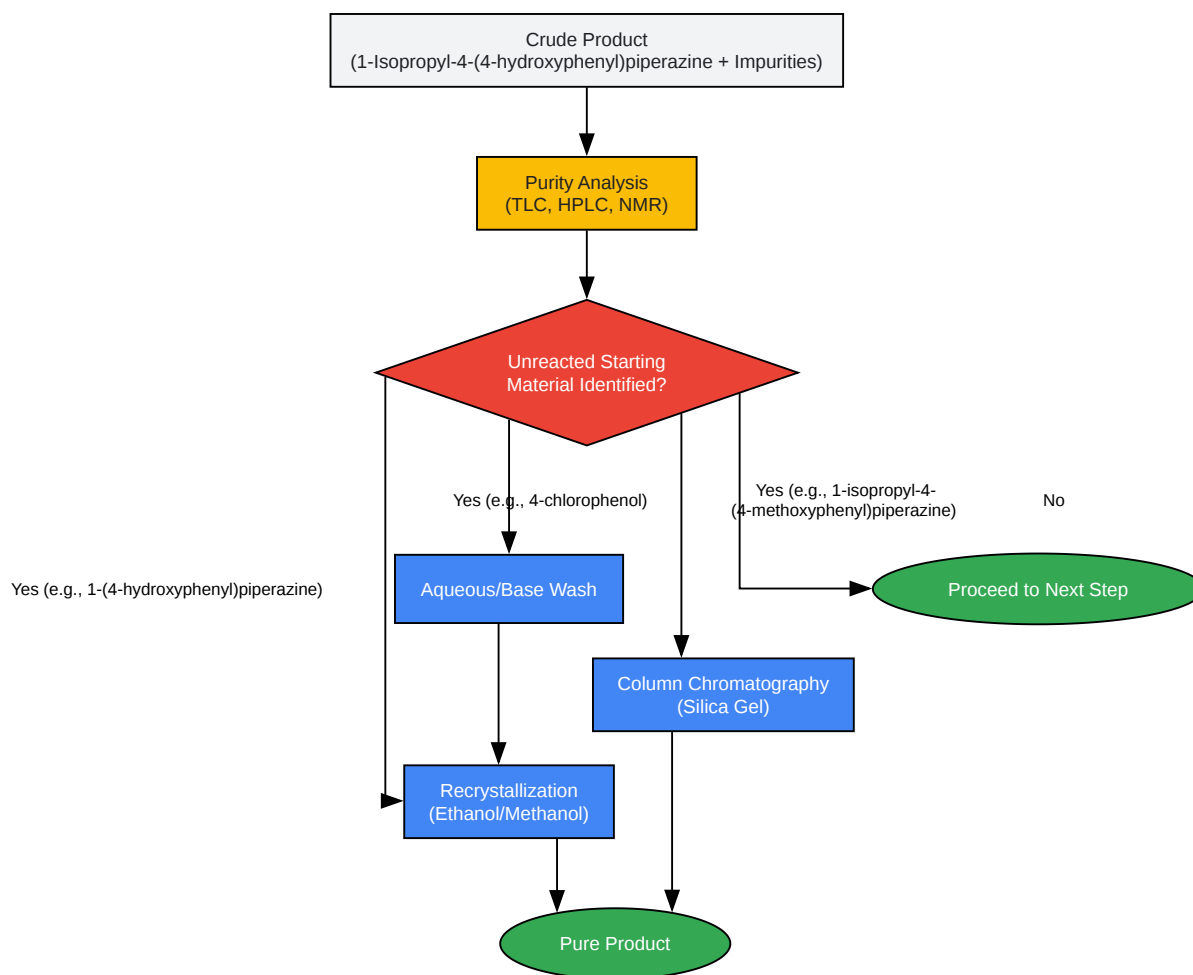 Crude Product
(1-Isopropyl-4-(4-hydroxyphenyl)piperazine + Impurities)
Purity Analysis
(TLC, HPLC, NMR)
Unreacted Starting
Material Identified?
Yes (e.g., 4-chlorophenol)
Yes (e.g., 1-isopropyl-4-
(4-methoxyphenyl)piperazine)
No
Yes (e.g., 1-(4-hydroxyphenyl)piperazine)
Aqueous/Base Wash
Proceed to Next Step
Column Chromatography
(Silica Gel)
Recrystallization
(Ethanol/Methanol)
Pure Product